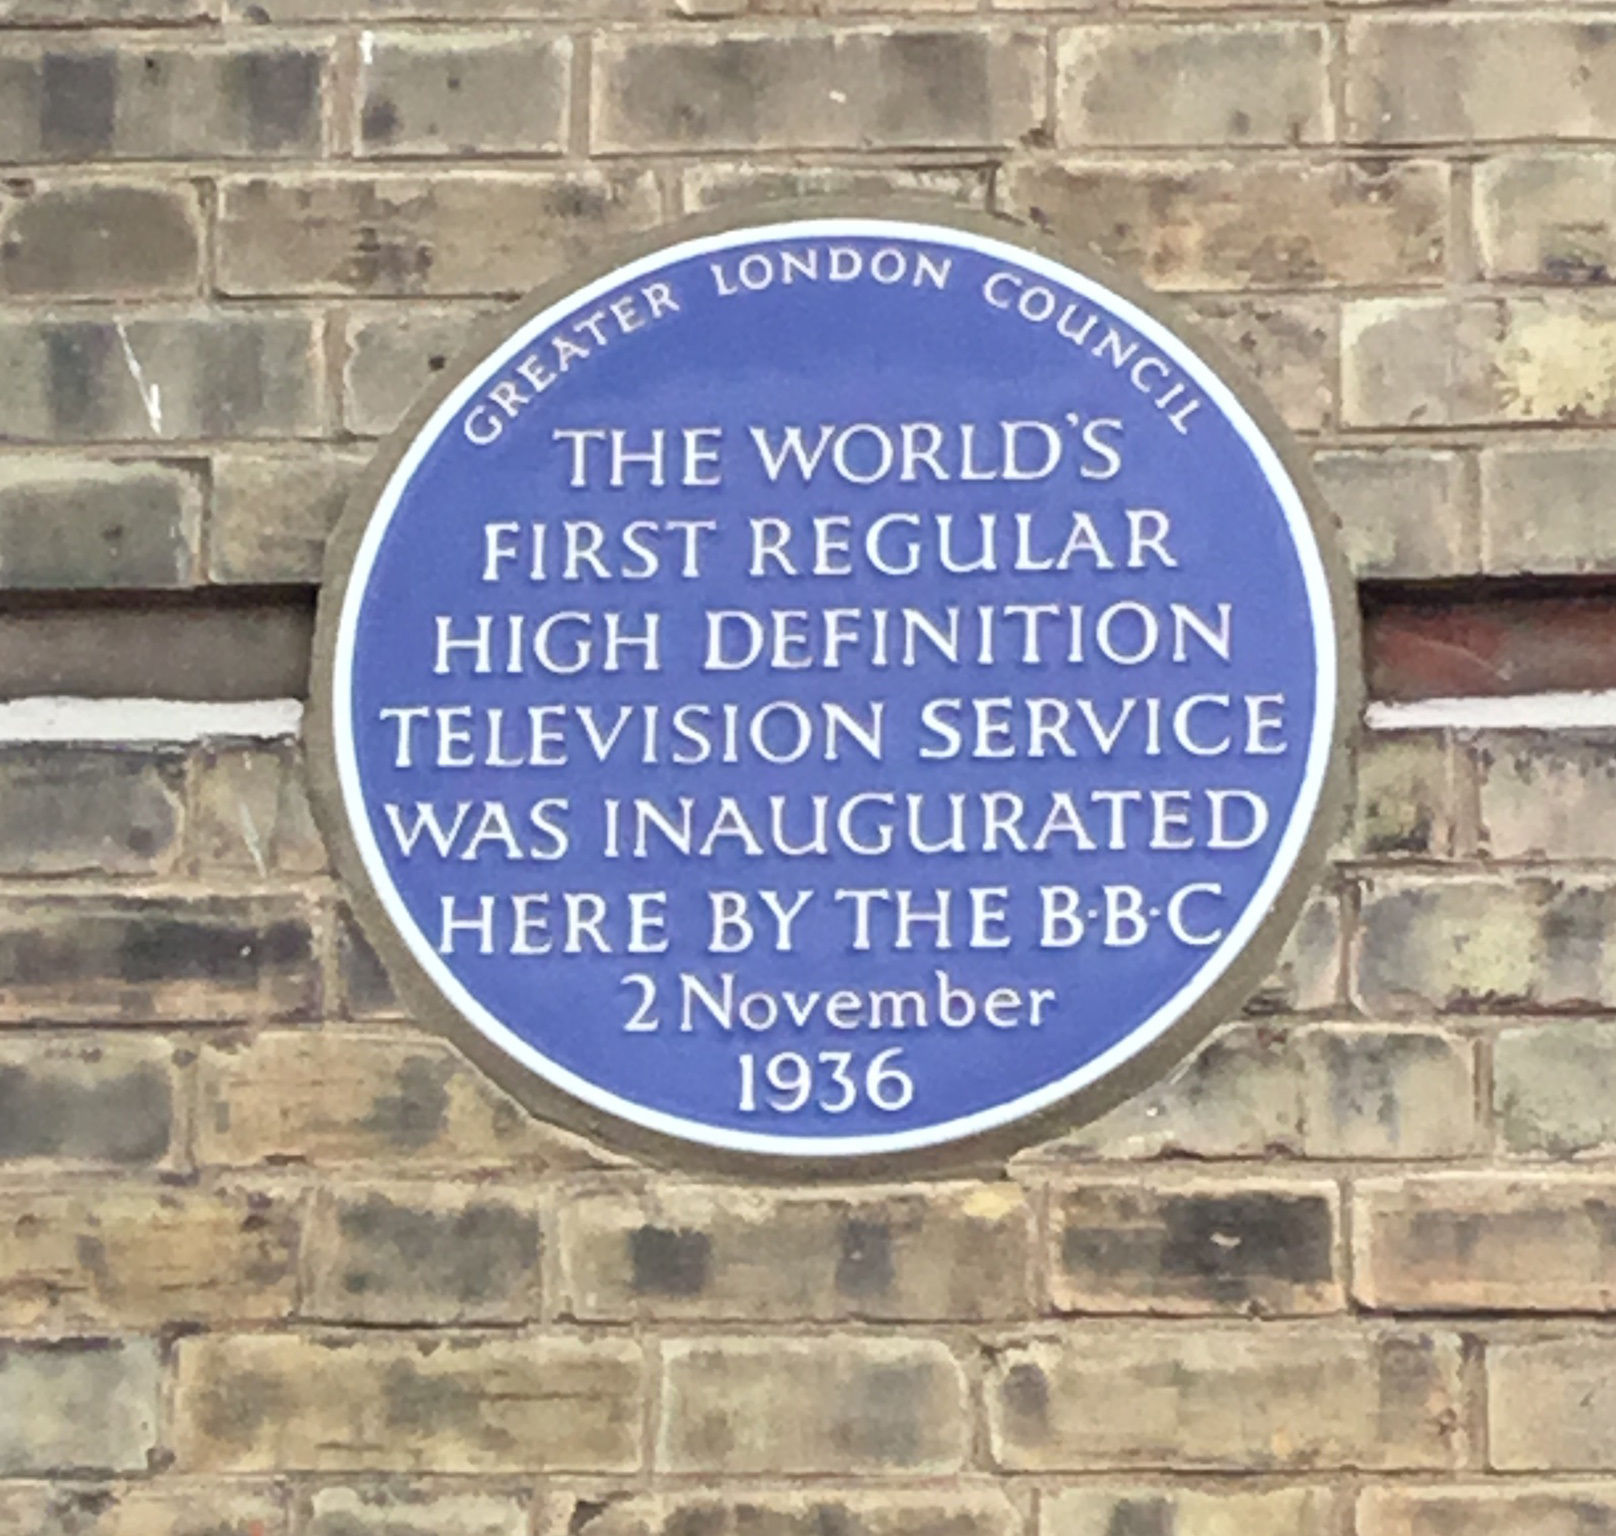 GREATER LONDON COUNCIL
THE WORLD'S
FIRST REGULAR
HIGH DEFINITION
TELEVISION SERVICE
WAS INAUGURATED
HERE BY THE B·B·C
2 November
1936